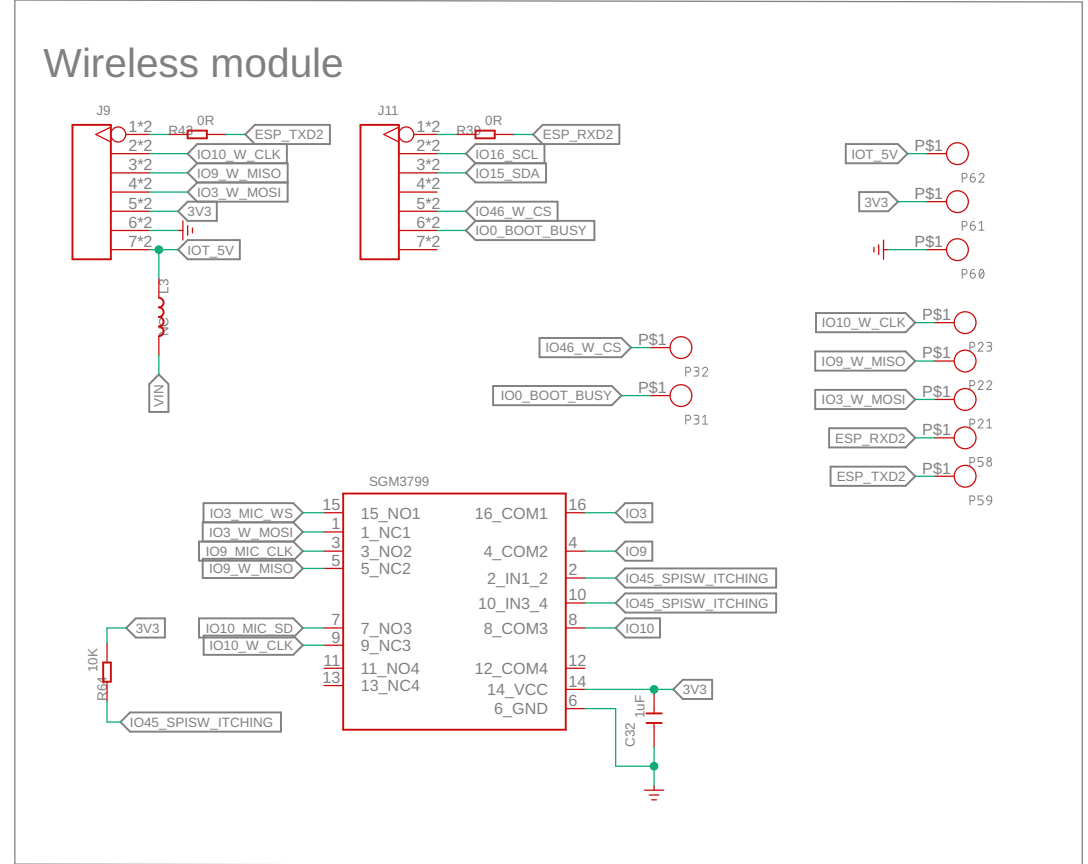 Wireless module
J9
1*2 R43 0R ESP_TXD2
2*2 IO10_W_CLK
3*2 IO9_W_MISO
4*2 IO3_W_MOSI
5*2 3V3
6*2
7*2 IOT_5V
L3
NC
VIN
J11
1*2 R39 0R ESP_RXD2
2*2 IO16_SCL
3*2 IO15_SDA
4*2
5*2 IO46_W_CS
6*2 IO0_BOOT_BUSY
7*2
IOT_5V P$1
P62
3V3 P$1
P61
P$1
P60
IO10_W_CLK P$1
P23
IO9_W_MISO P$1
P22
IO3_W_MOSI P$1
P21
ESP_RXD2 P$1
P58
ESP_TXD2 P$1
P59
IO46_W_CS P$1
P32
IO0_BOOT_BUSY P$1
P31
SGM3799
IO3_MIC_WS 15 15_NO1
IO3_W_MOSI 1 1_NC1
IO9_MIC_CLK 3 3_NO2
IO9_W_MISO 5 5_NC2
IO10_MIC_SD 7 7_NO3
IO10_W_CLK 9 9_NC3
11 11_NO4
13 13_NC4
16_COM1 16 IO3
4_COM2 4 IO9
2_IN1_2 2 IO45_SPISW_ITCHING
10_IN3_4 10 IO45_SPISW_ITCHING
8_COM3 8 IO10
12_COM4 12
14_VCC 14 3V3
6_GND 6
C32 1uF
3V3
R64 10K
IO45_SPISW_ITCHING